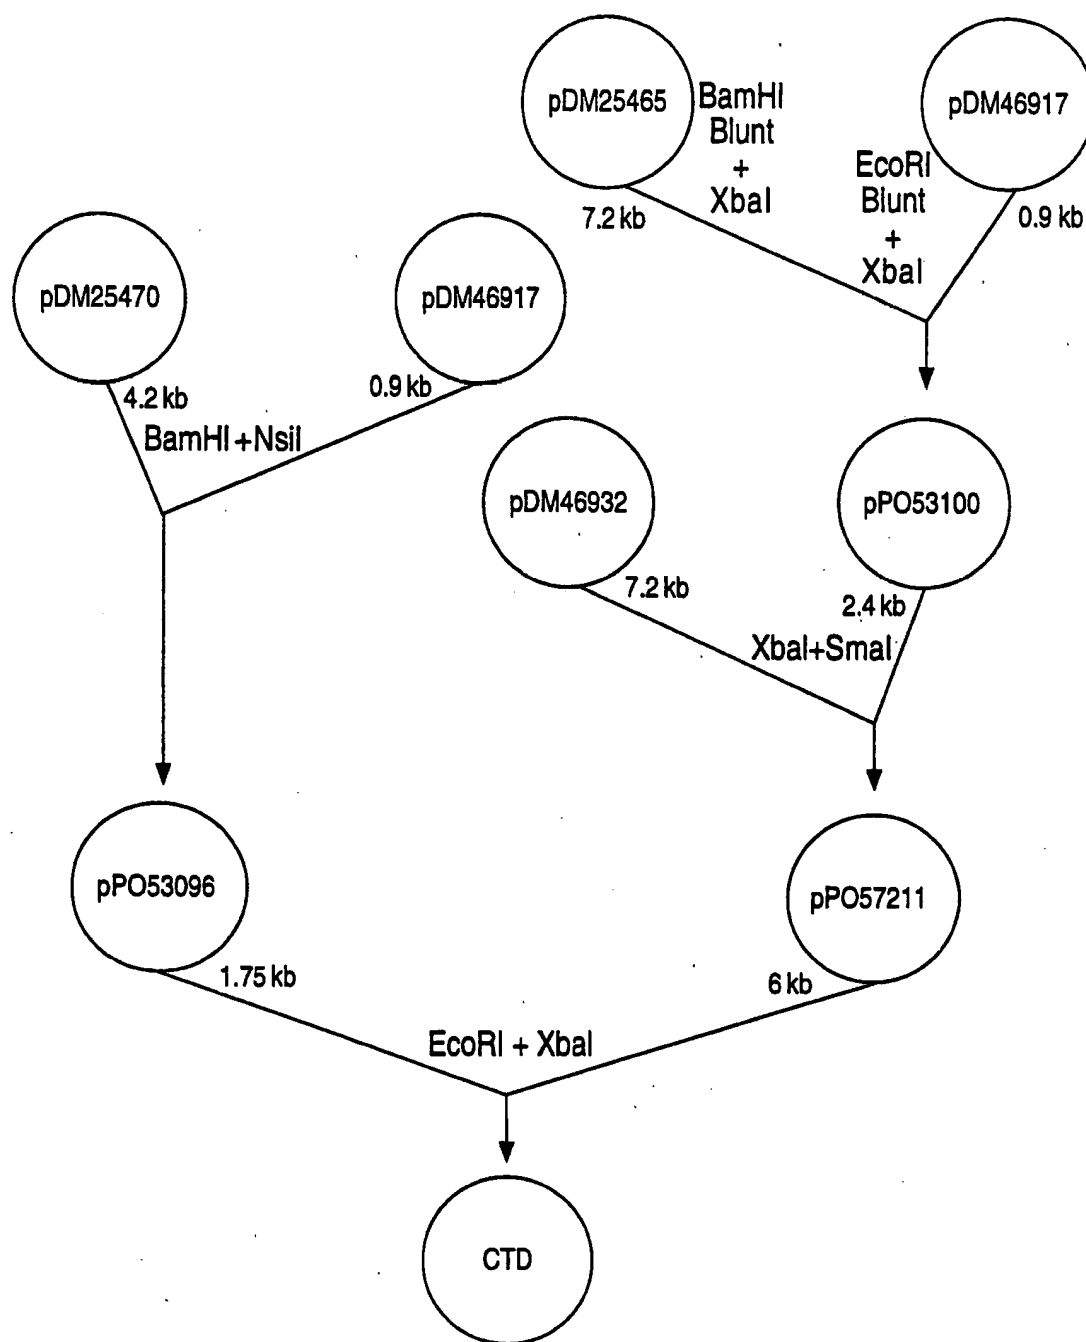 pDM25465
BamHI
Blunt
+
XbaI
7.2 kb
pDM46917
EcoRI
Blunt
+
XbaI
0.9 kb
pDM25470
pDM46917
4.2 kb
0.9 kb
BamHI +NsiI
pDM46932
pPO53100
7.2 kb
2.4 kb
XbaI+SmaI
pPO53096
pPO57211
1.75 kb
6 kb
EcoRI + XbaI
CTD